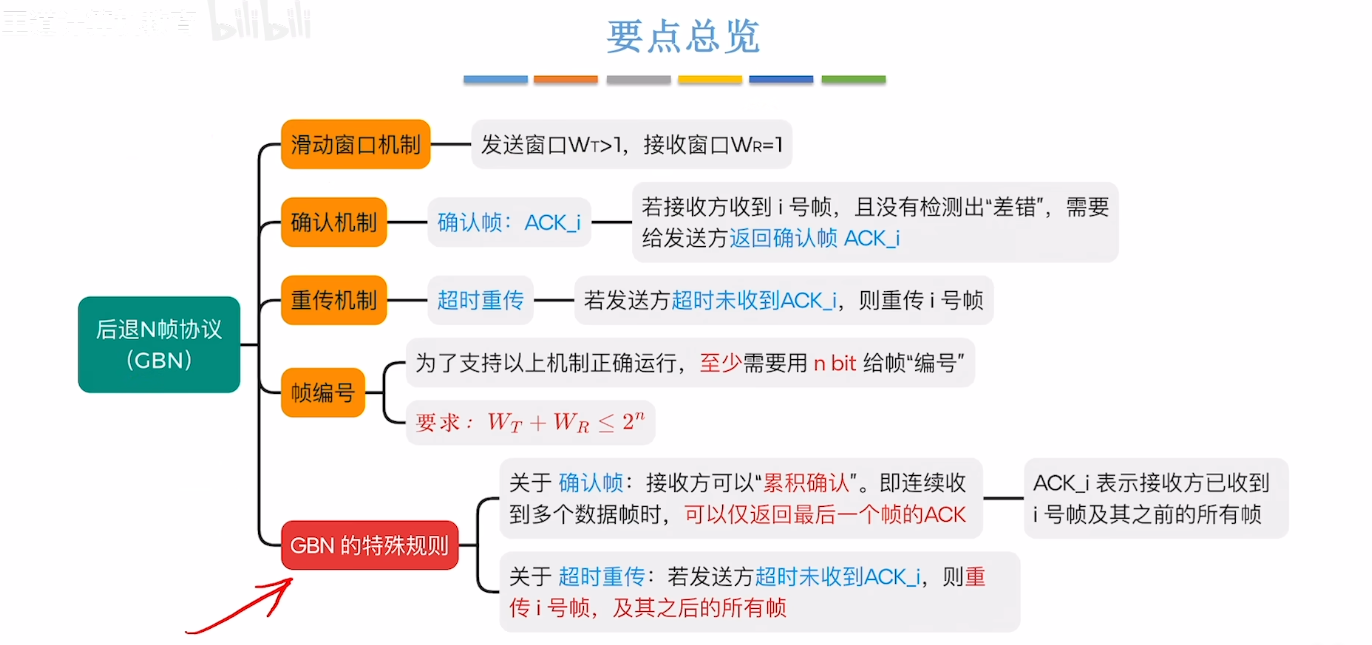 bilibili
要点总览
滑动窗口机制
发送窗口WT>1，接收窗口WR=1
确认机制
确认帧：ACK_i
若接收方收到 i 号帧，且没有检测出“差错”，需要
给发送方返回确认帧 ACK_i
重传机制
超时重传
若发送方超时未收到ACK_i，则重传 i 号帧
后退N帧协议
（GBN）
帧编号
为了支持以上机制正确运行，至少需要用 n bit 给帧“编号”
要求：W_T + W_R ≤ 2^n
GBN 的特殊规则
关于 确认帧：接收方可以“累积确认”。即连续收
到多个数据帧时，可以仅返回最后一个帧的ACK
ACK_i 表示接收方已收到
i 号帧及其之前的所有帧
关于 超时重传：若发送方超时未收到ACK_i，则重
传 i 号帧，及其之后的所有帧